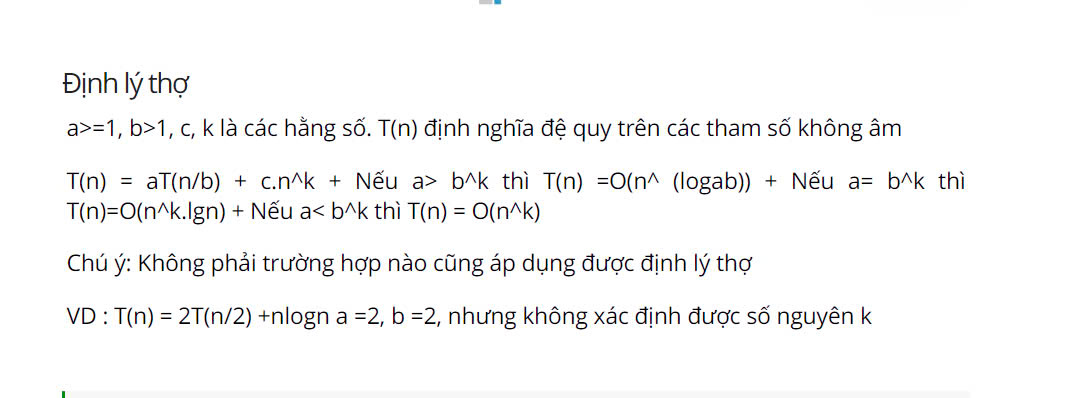 Định lý thợ
a>=1, b>1, c, k là các hằng số. T(n) định nghĩa đệ quy trên các tham số không âm
T(n) = aT(n/b) + c.n^k + Nếu a> b^k thì T(n) =O(n^ (logab)) + Nếu a= b^k thì
T(n)=O(n^k.lgn) + Nếu a< b^k thì T(n) = O(n^k)
Chú ý: Không phải trường hợp nào cũng áp dụng được định lý thợ
VD : T(n) = 2T(n/2) +nlogn a =2, b =2, nhưng không xác định được số nguyên k